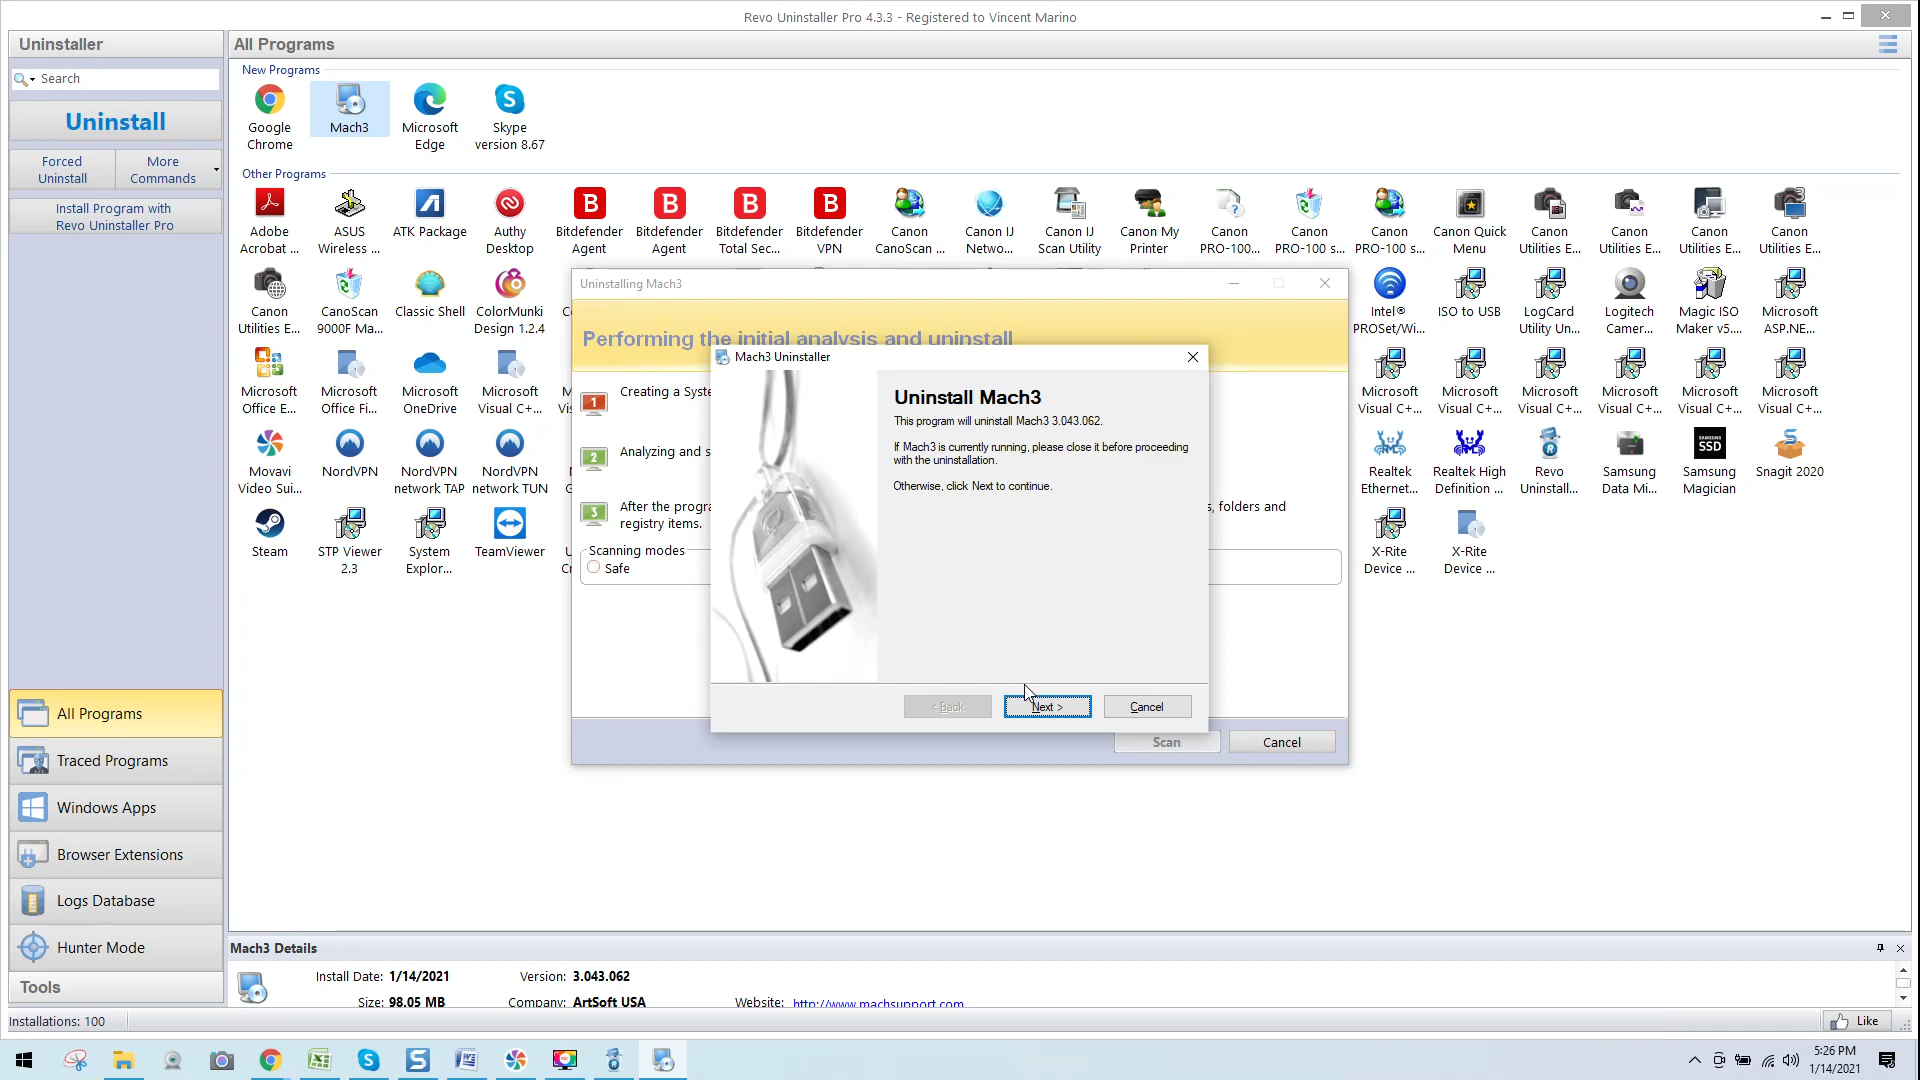 Revo Uninstaller Pro 4.3.3 - Registered to Vincent Marino
Uninstaller
Search
Uninstall
Forced
Uninstall
More
Commands
Install Program with
Revo Uninstaller Pro
All Programs
New Programs
Google
Chrome
Mach3
Microsoft
Edge
Skype
version 8.67
Other Programs
Adobe
Acrobat ...
ASUS
Wireless ...
ATK Package
Authy
Desktop
Bitdefender
Agent
Bitdefender
Agent
Bitdefender
Total Sec...
Bitdefender
VPN
Canon
CanoScan ...
Canon IJ
Netwo...
Canon IJ
Scan Utility
Canon My
Printer
Canon
PRO-100...
Canon
PRO-100 s...
Canon
PRO-100 s...
Canon Quick
Menu
Canon
Utilities E...
Canon
Utilities E...
Canon
Utilities E...
Canon
Utilities E...
Canon
Utilities E...
CanoScan
9000F Ma...
Classic Shell
ColorMunki
Design 1.2.4
Intel®
PROSet/Wi...
ISO to USB
LogCard
Utility Un...
Logitech
Camer...
Magic ISO
Maker v5....
Microsoft
ASP.NE...
Microsoft
Office E...
Microsoft
Office Fi...
Microsoft
OneDrive
Microsoft
Visual C+...
Microsoft
Visual C+...
Microsoft
Visual C+...
Microsoft
Visual C+...
Microsoft
Visual C+...
Microsoft
Visual C+...
Microsoft
Visual C+...
Movavi
Video Sui...
NordVPN
NordVPN
network TAP
NordVPN
network TUN
Realtek
Ethernet...
Realtek High
Definition ...
Revo
Uninstall...
Samsung
Data Mi...
SAMSUNG
SSD
Samsung
Magician
Snagit 2020
Steam
STP Viewer
2.3
System
Explor...
TeamViewer
X-Rite
Device ...
X-Rite
Device ...
Uninstalling Mach3
Performing the initial analysis and uninstall
1
Creating a Syste
2
Analyzing and s
3
After the progra
s, folders and
registry items.
Scanning modes
Safe
Scan
Cancel
Mach3 Uninstaller
Uninstall Mach3
This program will uninstall Mach3 3.043.062.
If Mach3 is currently running, please close it before proceeding
with the uninstallation.
Otherwise, click Next to continue.
< Back
Next >
Cancel
All Programs
Traced Programs
Windows Apps
Browser Extensions
Logs Database
Hunter Mode
Tools
Mach3 Details
Install Date: 1/14/2021
Version: 3.043.062
Size: 98.05 MB
Company: ArtSoft USA
Website: http://www.machsupport.com
Installations: 100
Like
5:26 PM
1/14/2021